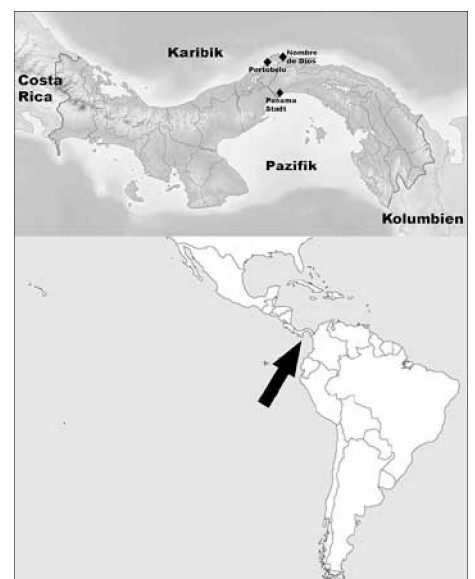 Karibik
Nombre
de Dios
Portobelo
Costa
Rica
Panama
Stadt
Pazifik
Kolumbien